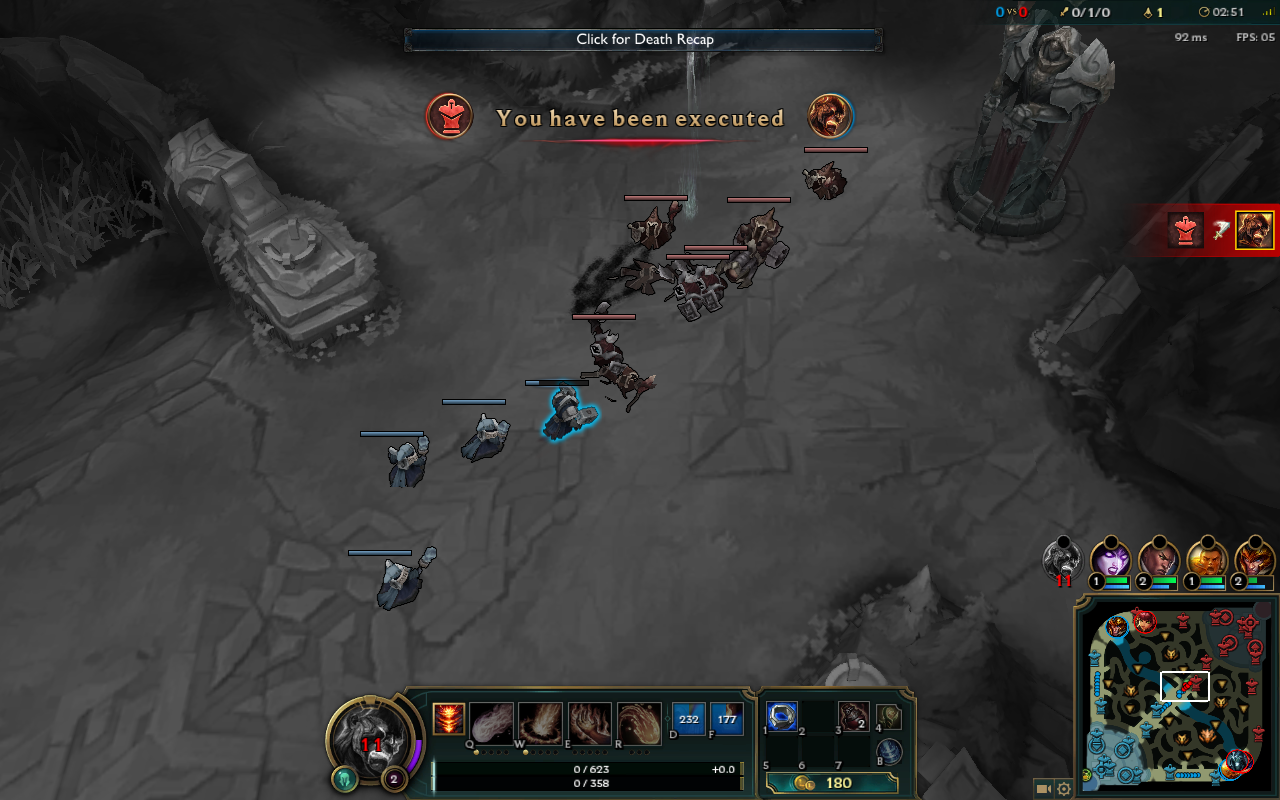 0 vs 0 0/1/0 1 02:51
92 ms FPS: 05
Click for Death Recap
You have been executed
11
1 2 1 2
11
2
Q W E R
232 D 177 F
0 / 623 +0.0
0 / 358
1 2 3 2 4
5 6 7 B
180